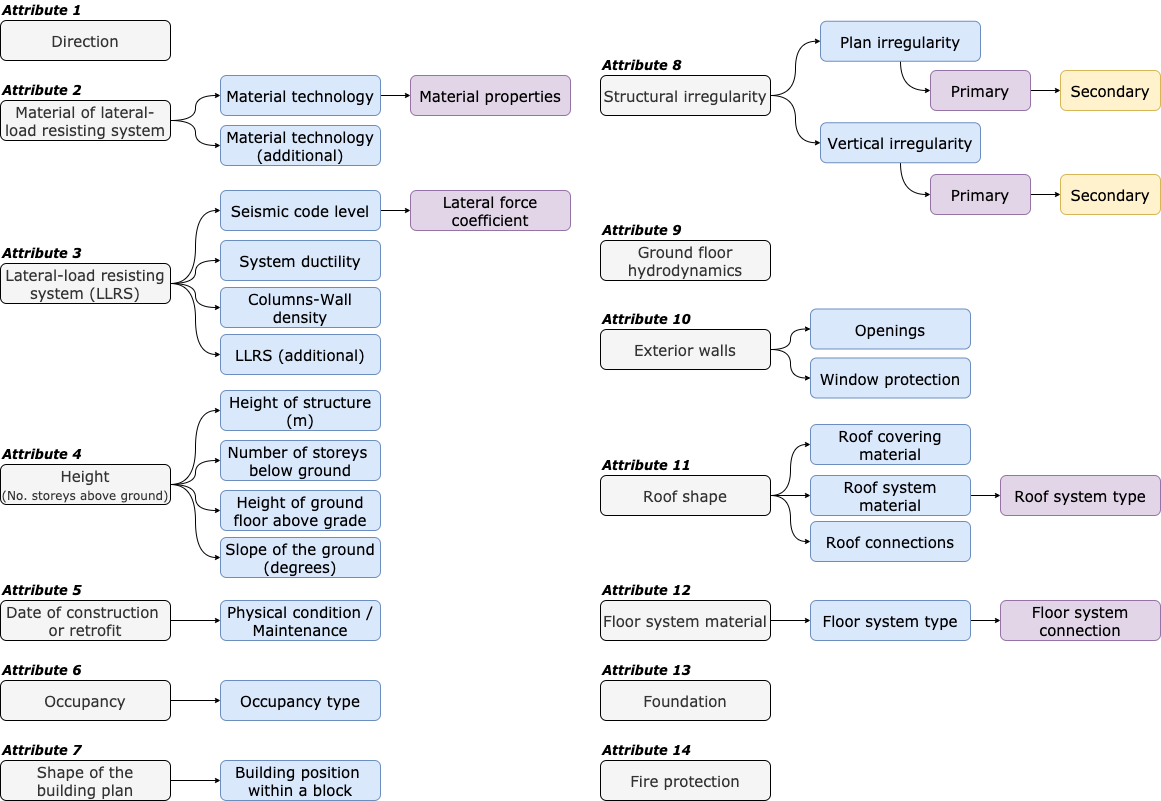 Attribute 1
Direction
Attribute 2
Material of lateral-
load resisting system
Material technology
Material properties
Material technology
(additional)
Attribute 3
Lateral-load resisting
system (LLRS)
Seismic code level
Lateral force
coefficient
System ductility
Columns-Wall
density
LLRS (additional)
Attribute 4
Height
(No. storeys above ground)
Height of structure
(m)
Number of storeys
below ground
Height of ground
floor above grade
Slope of the ground
(degrees)
Attribute 5
Date of construction
or retrofit
Physical condition /
Maintenance
Attribute 6
Occupancy
Occupancy type
Attribute 7
Shape of the
building plan
Building position
within a block
Attribute 8
Structural irregularity
Plan irregularity
Primary
Secondary
Vertical irregularity
Primary
Secondary
Attribute 9
Ground floor
hydrodynamics
Attribute 10
Exterior walls
Openings
Window protection
Attribute 11
Roof shape
Roof covering
material
Roof system
material
Roof system type
Roof connections
Attribute 12
Floor system material
Floor system type
Floor system
connection
Attribute 13
Foundation
Attribute 14
Fire protection